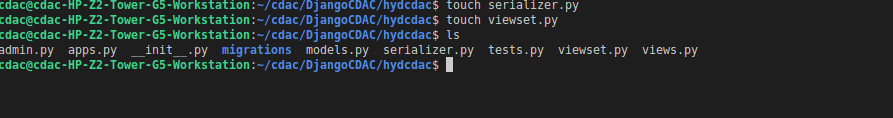 cdac@cdac-HP-Z2-Tower-G5-Workstation:~/cdac/DjangoCDAC/hydcdac$ touch serializer.py
cdac@cdac-HP-Z2-Tower-G5-Workstation:~/cdac/DjangoCDAC/hydcdac$ touch viewset.py
cdac@cdac-HP-Z2-Tower-G5-Workstation:~/cdac/DjangoCDAC/hydcdac$ ls
admin.py apps.py __init__.py migrations models.py serializer.py tests.py viewset.py views.py
cdac@cdac-HP-Z2-Tower-G5-Workstation:~/cdac/DjangoCDAC/hydcdac$